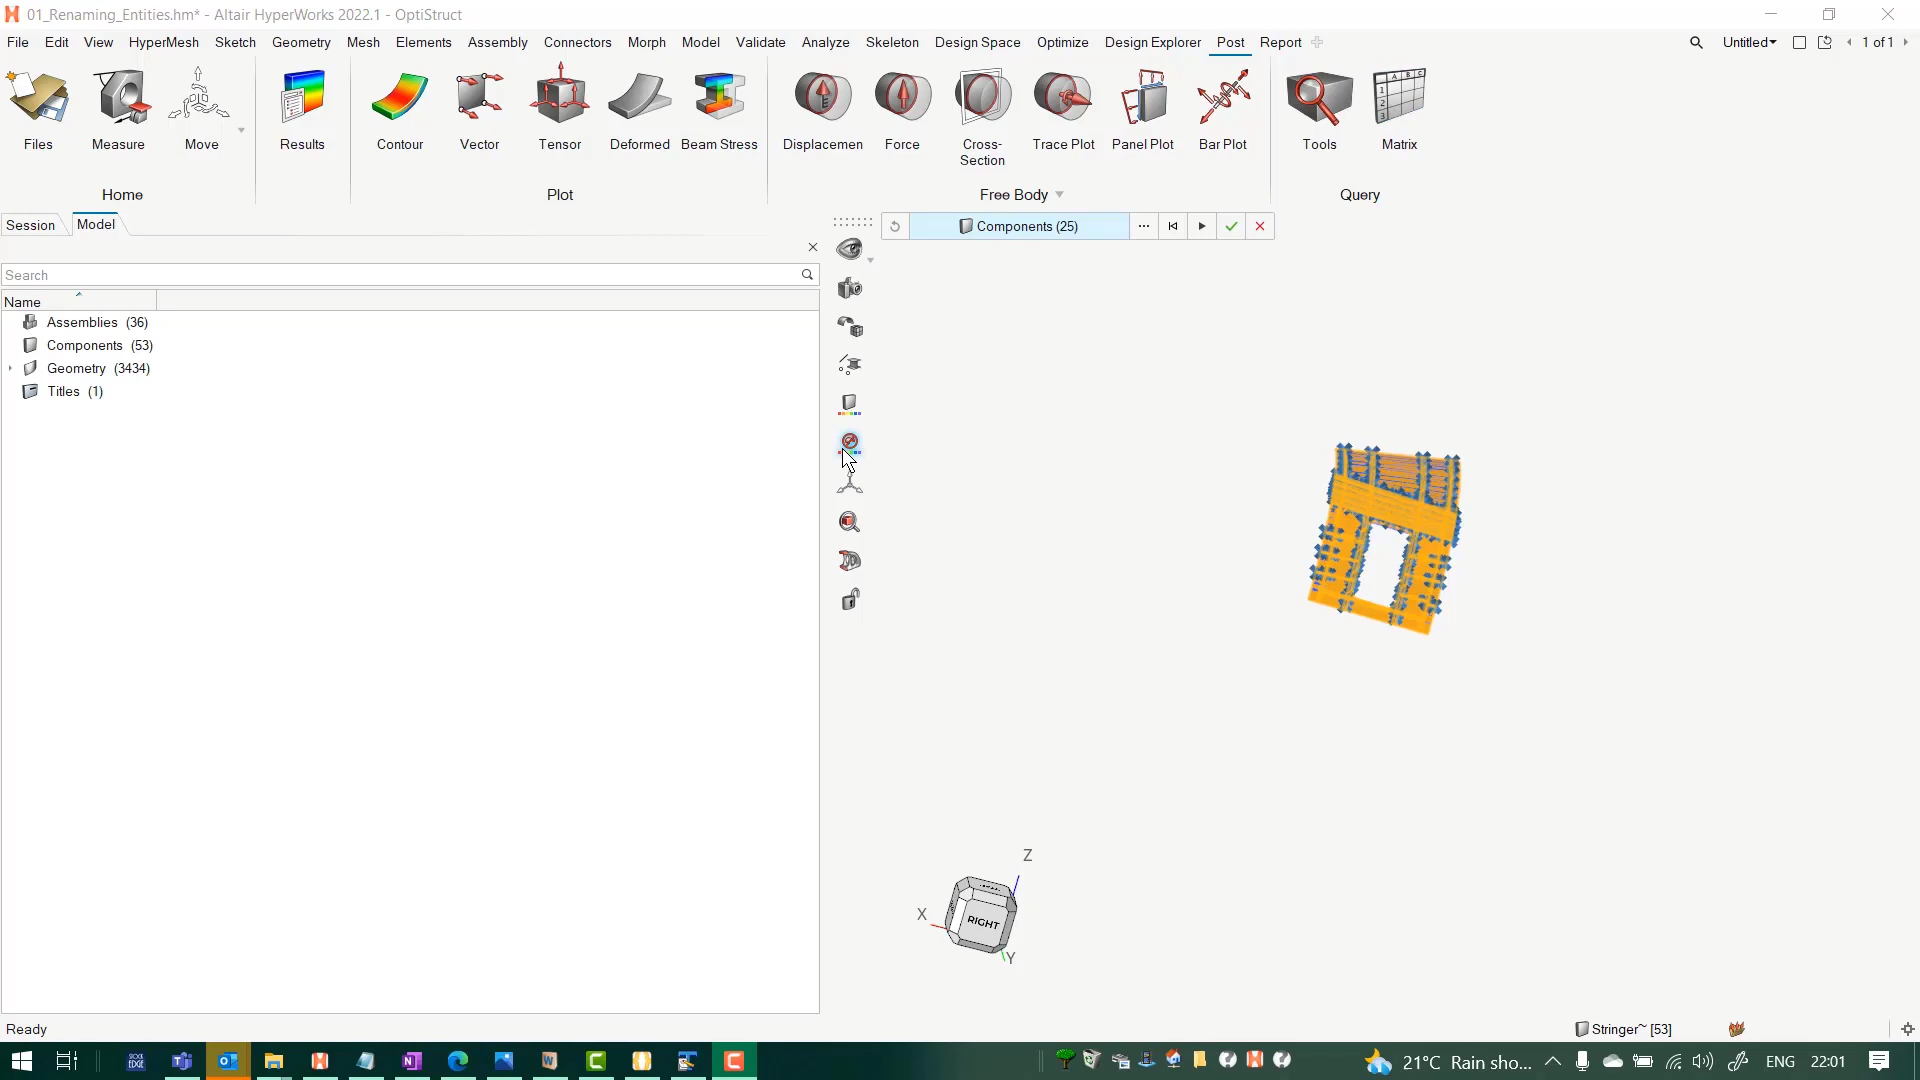 01_Renaming_Entities.hm* - Altair HyperWorks 2022.1 - OptiStruct
File Edit View HyperMesh Sketch Geometry Mesh Elements Assembly Connectors Morph Model Validate Analyze Skeleton Design Space Optimize Design Explorer Post Report Untitled 1 of 1
Files Measure Move Results Contour Vector Tensor Deformed Beam Stress Displacemen Force Cross-Section Trace Plot Panel Plot Bar Plot Tools Matrix
Home Plot Free Body Query
Session Model
Components (25)
Search
Name
Assemblies (36)
Components (53)
Geometry (3434)
Titles (1)
Z
X
RIGHT
Y
Ready
Stringer~ [53]
21°C Rain sho... ENG 22:01